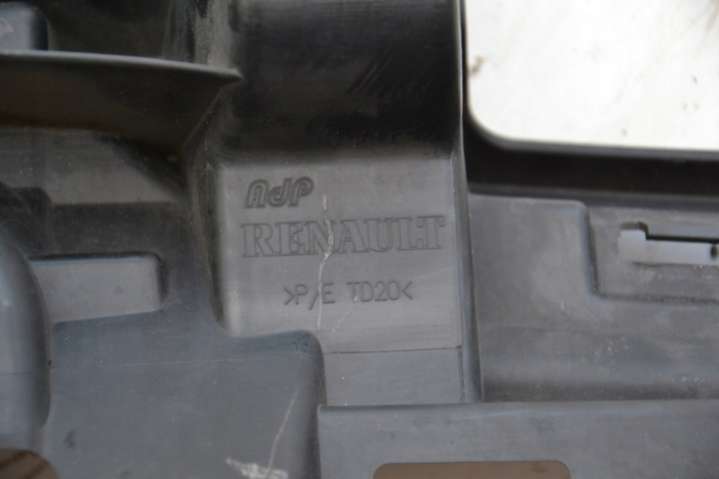 AdP
RENAULT
>P/E TD20<